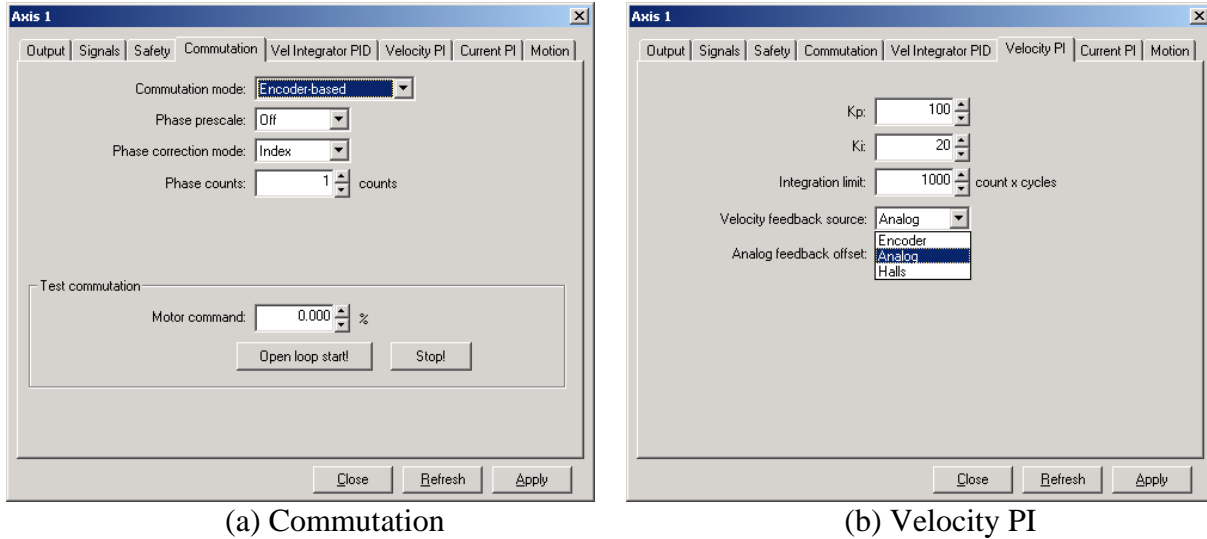 Axis 1
Output Signals Safety Commutation Vel Integrator PID Velocity PI Current PI Motion
Commutation mode: Encoder-based
Phase prescale: Off
Phase correction mode: Index
Phase counts: 1 counts
Test commutation
Motor command: 0.000 %
Open loop start! Stop!
Close Refresh Apply
(a) Commutation
Axis 1
Output Signals Safety Commutation Vel Integrator PID Velocity PI Current PI Motion
Kp: 100
Ki: 20
Integration limit: 1000 count x cycles
Velocity feedback source: Analog
Encoder
Analog feedback offset: Analog
Halls
Close Refresh Apply
(b) Velocity PI